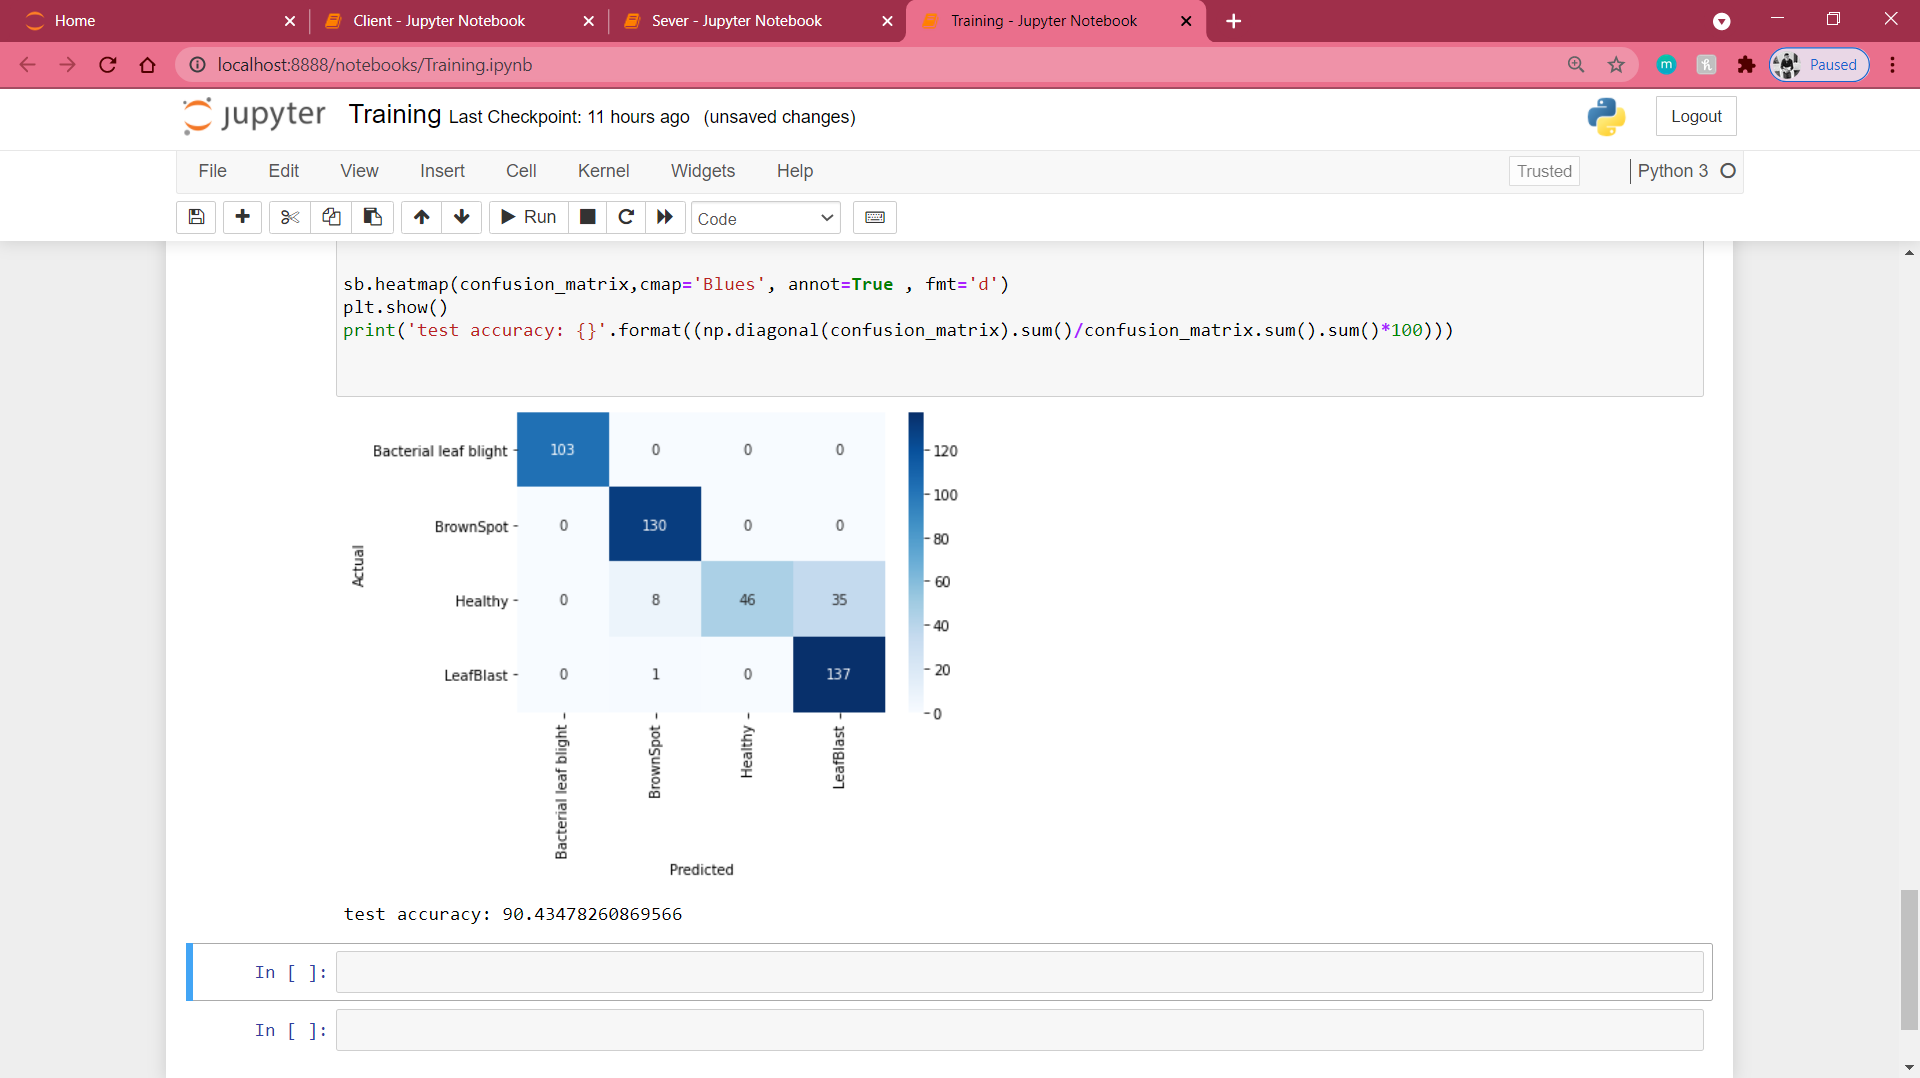 Home
Client - Jupyter Notebook
Sever - Jupyter Notebook
Training - Jupyter Notebook
localhost:8888/notebooks/Training.ipynb
m
Paused
jupyter
Training Last Checkpoint: 11 hours ago (unsaved changes)
Logout
File Edit View Insert Cell Kernel Widgets Help
Trusted
Python 3
Run
Code
sb.heatmap(confusion_matrix,cmap='Blues', annot=True , fmt='d')
plt.show()
print('test accuracy: {}'.format((np.diagonal(confusion_matrix).sum()/confusion_matrix.sum().sum()*100)))
Actual
Bacterial leaf blight 103 0 0 0
BrownSpot 0 130 0 0
Healthy 0 8 46 35
LeafBlast 0 1 0 137
120
100
80
60
40
20
0
Bacterial leaf blight
BrownSpot
Healthy
LeafBlast
Predicted
test accuracy: 90.43478260869566
In [ ]:
In [ ]: